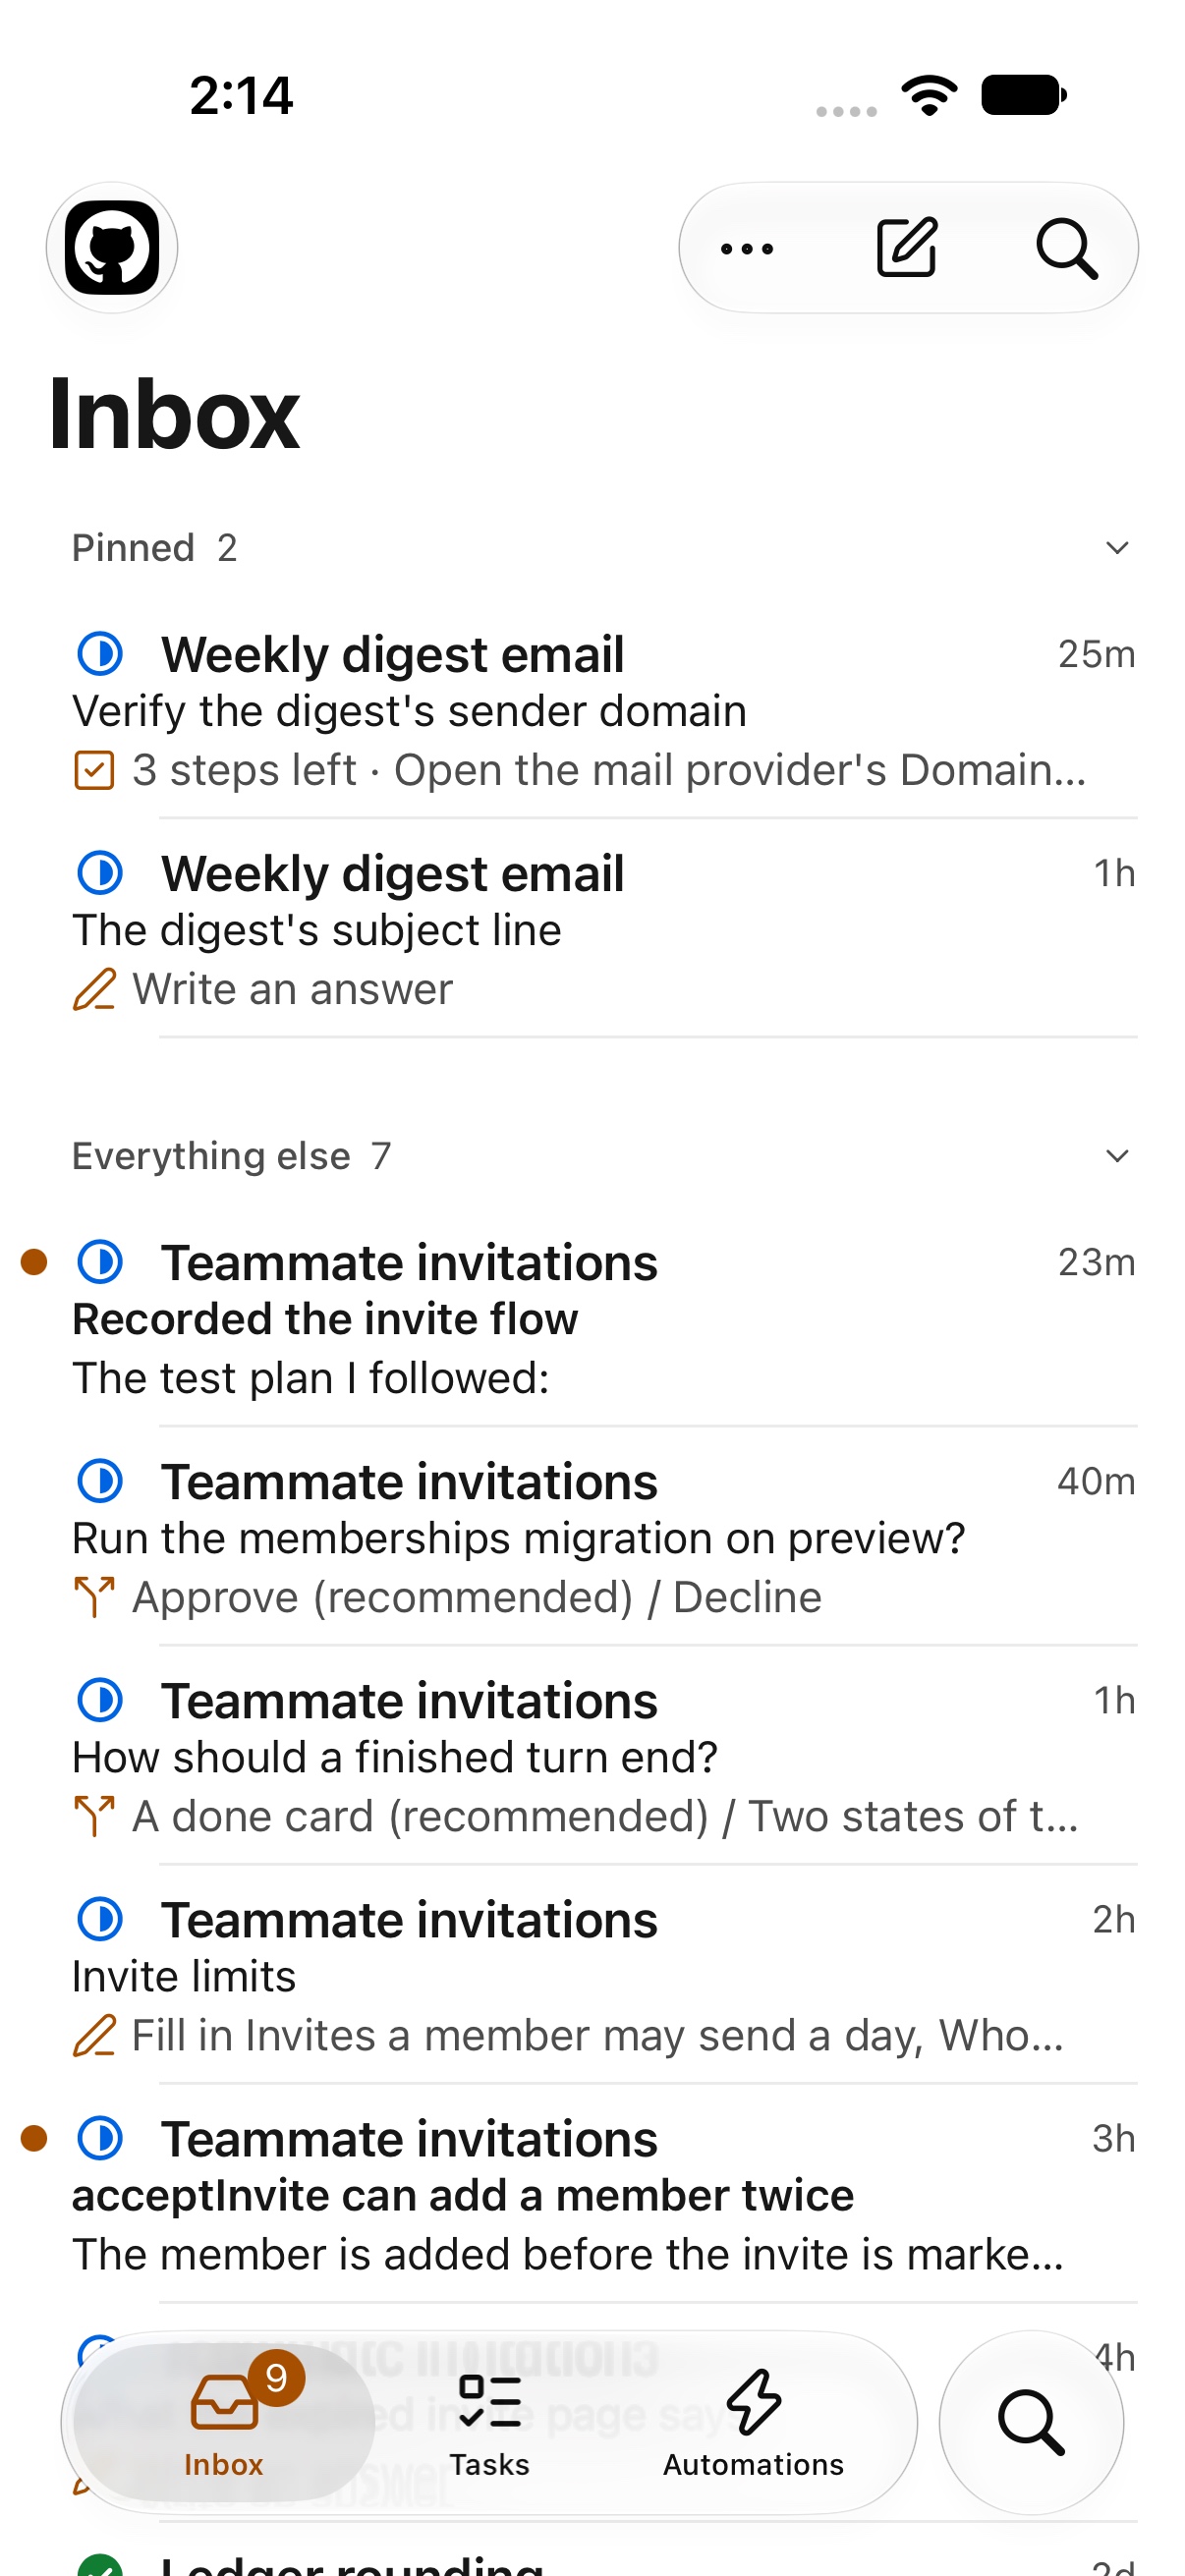 2:14
Inbox
Pinned 2
Weekly digest email 25m
Verify the digest's sender domain
3 steps left · Open the mail provider's Domain...
Weekly digest email 1h
The digest's subject line
Write an answer
Everything else 7
Teammate invitations 23m
Recorded the invite flow
The test plan I followed:
Teammate invitations 40m
Run the memberships migration on preview?
Approve (recommended) / Decline
Teammate invitations 1h
How should a finished turn end?
A done card (recommended) / Two states of t...
Teammate invitations 2h
Invite limits
Fill in Invites a member may send a day, Who...
Teammate invitations 3h
acceptInvite can add a member twice
The member is added before the invite is marke...
4h
9
Inbox Tasks Automations
Ledger rounding 2d